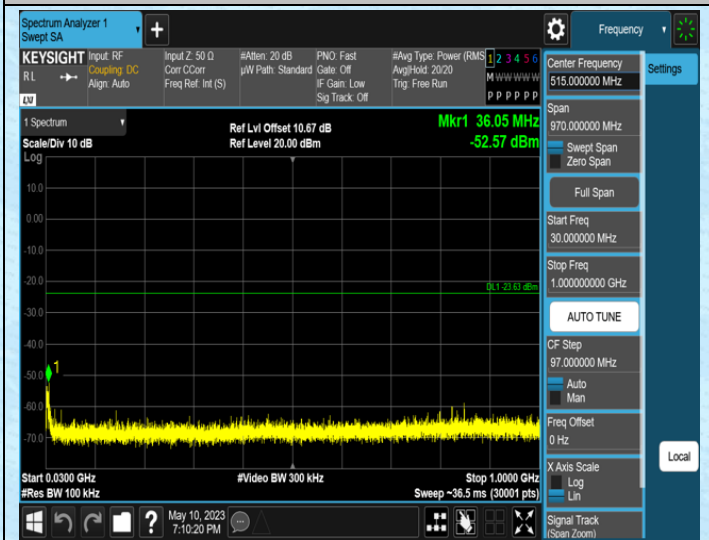 Spectrum Analyzer 1
Swept SA
+
Frequency
KEYSIGHT
RL
LXI
Input: RF
Coupling: DC
Align: Auto
Input Z: 50 Ω
Corr CCorr
Freq Ref: Int (S)
#Atten: 20 dB
µW Path: Standard
PNO: Fast
Gate: Off
IF Gain: Low
Sig Track: Off
#Avg Type: Power (RMS
Avg|Hold: 20/20
Trig: Free Run
1 2 3 4 5 6
M W W W W W
P P P P P P
Center Frequency
515.000000 MHz
Settings
Span
970.000000 MHz
Swept Span
Zero Span
Full Span
Start Freq
30.000000 MHz
Stop Freq
1.000000000 GHz
AUTO TUNE
CF Step
97.000000 MHz
Auto
Man
Freq Offset
0 Hz
X Axis Scale
Log
Lin
Signal Track
(Span Zoom)
Local
1 Spectrum
Scale/Div 10 dB
Log
Ref Lvl Offset 10.67 dB
Ref Level 20.00 dBm
Mkr1 36.05 MHz
-52.57 dBm
10.0
0.00
-10.0
-20.0
DL1 -23.63 dBm
-30.0
-40.0
-50.0
1
-60.0
-70.0
Start 0.0300 GHz
#Video BW 300 kHz
Stop 1.0000 GHz
#Res BW 100 kHz
Sweep ~36.5 ms (30001 pts)
?
May 10, 2023
7:10:20 PM